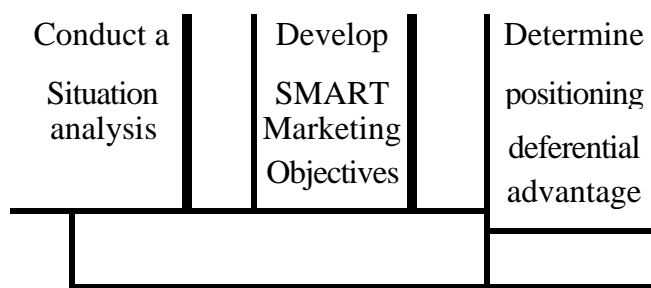 Conduct a
Situation
analysis
Develop
SMART
Marketing
Objectives
Determine
positioning
deferential
advantage